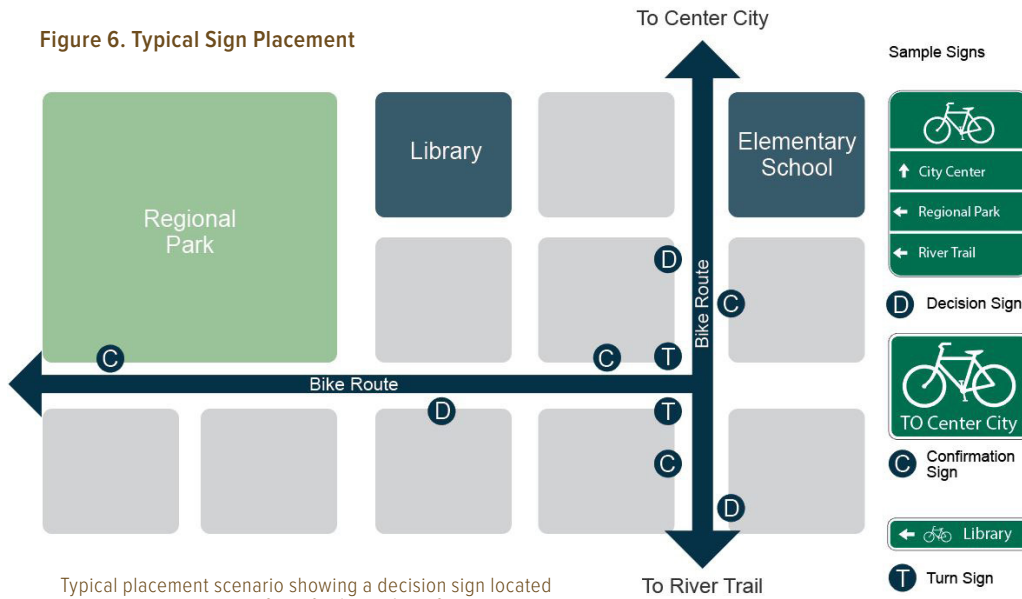 Figure 6. Typical Sign Placement
To Center City
Sample Signs
Library
Elementary
School
Regional
Park
City Center
Regional Park
River Trail
D
D
Decision Sign
Bike Route
C
C
C
T
Bike Route
D
T
TO Center City
C
C
Confirmation
Sign
D
Library
T
Turn Sign
Typical placement scenario showing a decision sign located
To River Trail